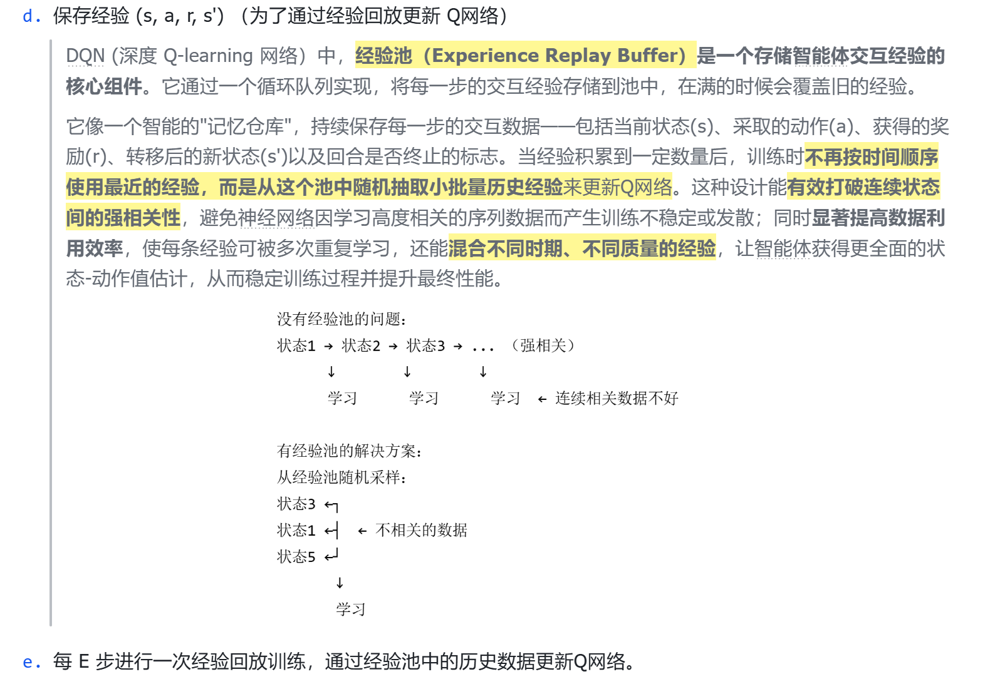 d. 保存经验 (s, a, r, s') （为了通过经验回放更新 Q网络）
DQN (深度 Q-learning 网络）中，经验池（Experience Replay Buffer）是一个存储智能体交互经验的
核心组件。它通过一个循环队列实现，将每一步的交互经验存储到池中，在满的时候会覆盖旧的经验。
它像一个智能的"记忆仓库"，持续保存每一步的交互数据——包括当前状态(s)、采取的动作(a)、获得的奖
励(r)、转移后的新状态(s')以及回合是否终止的标志。当经验积累到一定数量后，训练时不再按时间顺序
使用最近的经验，而是从这个池中随机抽取小批量历史经验来更新Q网络。这种设计能有效打破连续状态
间的强相关性，避免神经网络因学习高度相关的序列数据而产生训练不稳定或发散；同时显著提高数据利
用效率，使每条经验可被多次重复学习，还能混合不同时期、不同质量的经验，让智能体获得更全面的状
态-动作值估计，从而稳定训练过程并提升最终性能。
没有经验池的问题：
状态1 → 状态2 → 状态3 → ... （强相关）
↓ ↓ ↓
学习 学习 学习 ← 连续相关数据不好
有经验池的解决方案：
从经验池随机采样：
状态3 ←┐
状态1 ←┤ ← 不相关的数据
状态5 ←┘
↓
学习
e. 每 E 步进行一次经验回放训练，通过经验池中的历史数据更新Q网络。